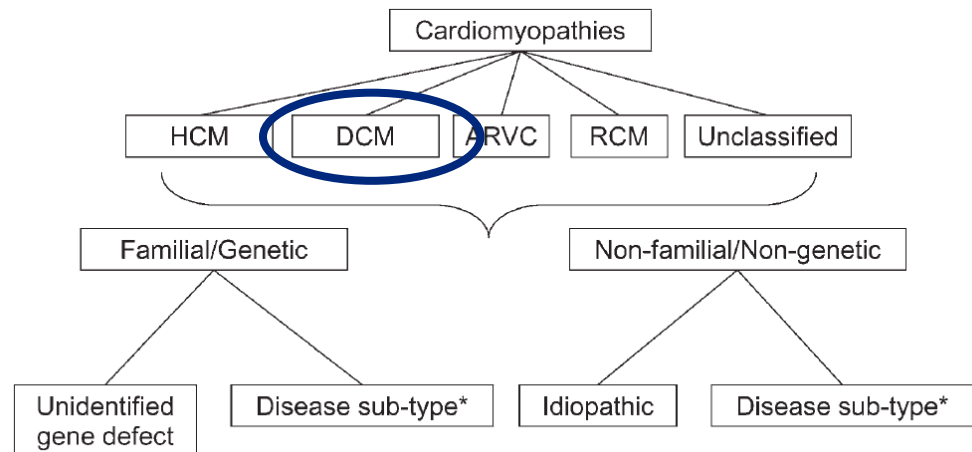 Cardiomyopathies
HCM
DCM
ARVC
RCM
Unclassified
Familial/Genetic
Non-familial/Non-genetic
Unidentified
gene defect
Disease sub-type*
Idiopathic
Disease sub-type*